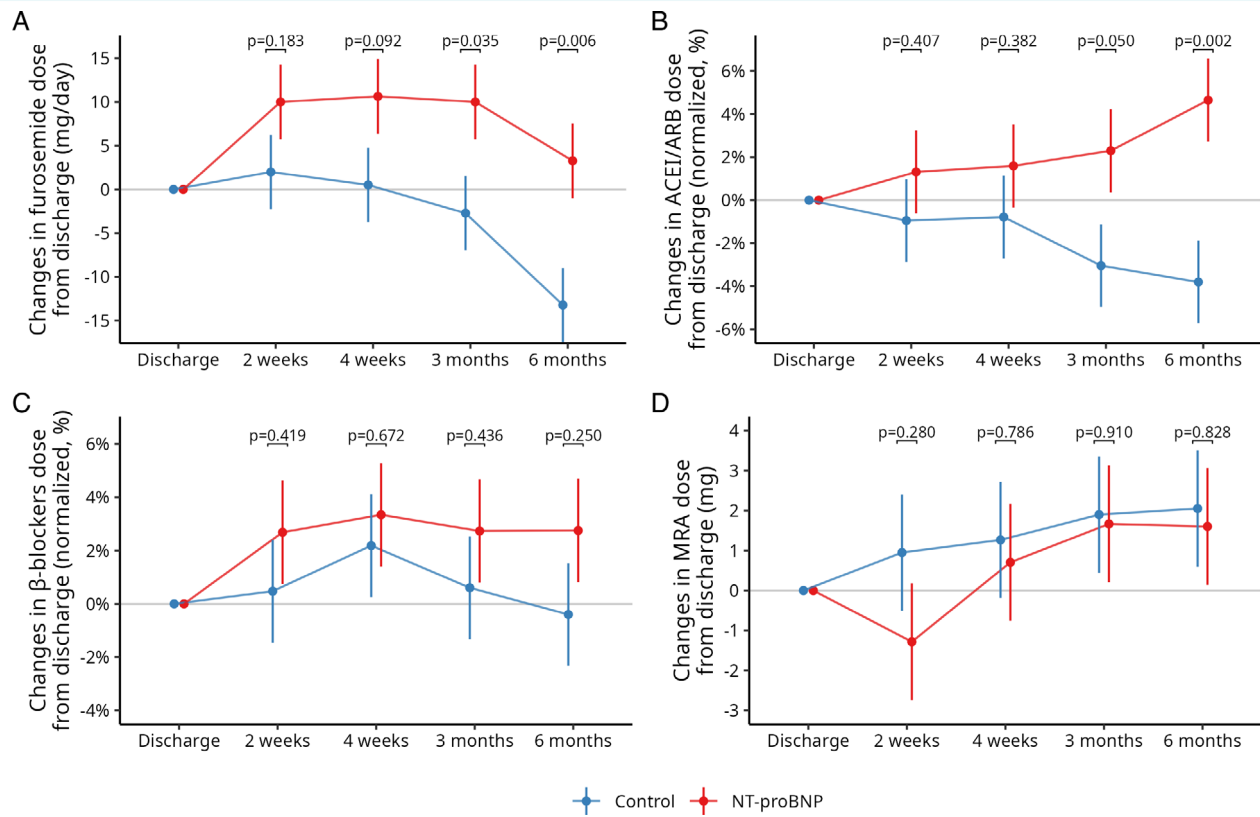 A
Changes in furosemide dose
from discharge (mg/day)
p=0.183 p=0.092 p=0.035 p=0.006
15
10
5
0
-5
-10
-15
Discharge 2 weeks 4 weeks 3 months 6 months
B
Changes in ACEI/ARB dose
from discharge (normalized, %)
p=0.407 p=0.382 p=0.050 p=0.002
6%
4%
2%
0%
-2%
-4%
-6%
Discharge 2 weeks 4 weeks 3 months 6 months
C
Changes in β-blockers dose
from discharge (normalized, %)
p=0.419 p=0.672 p=0.436 p=0.250
6%
4%
2%
0%
-2%
-4%
Discharge 2 weeks 4 weeks 3 months 6 months
D
Changes in MRA dose
from discharge (mg)
p=0.280 p=0.786 p=0.910 p=0.828
4
3
2
1
0
-1
-2
-3
Discharge 2 weeks 4 weeks 3 months 6 months
Control NT-proBNP